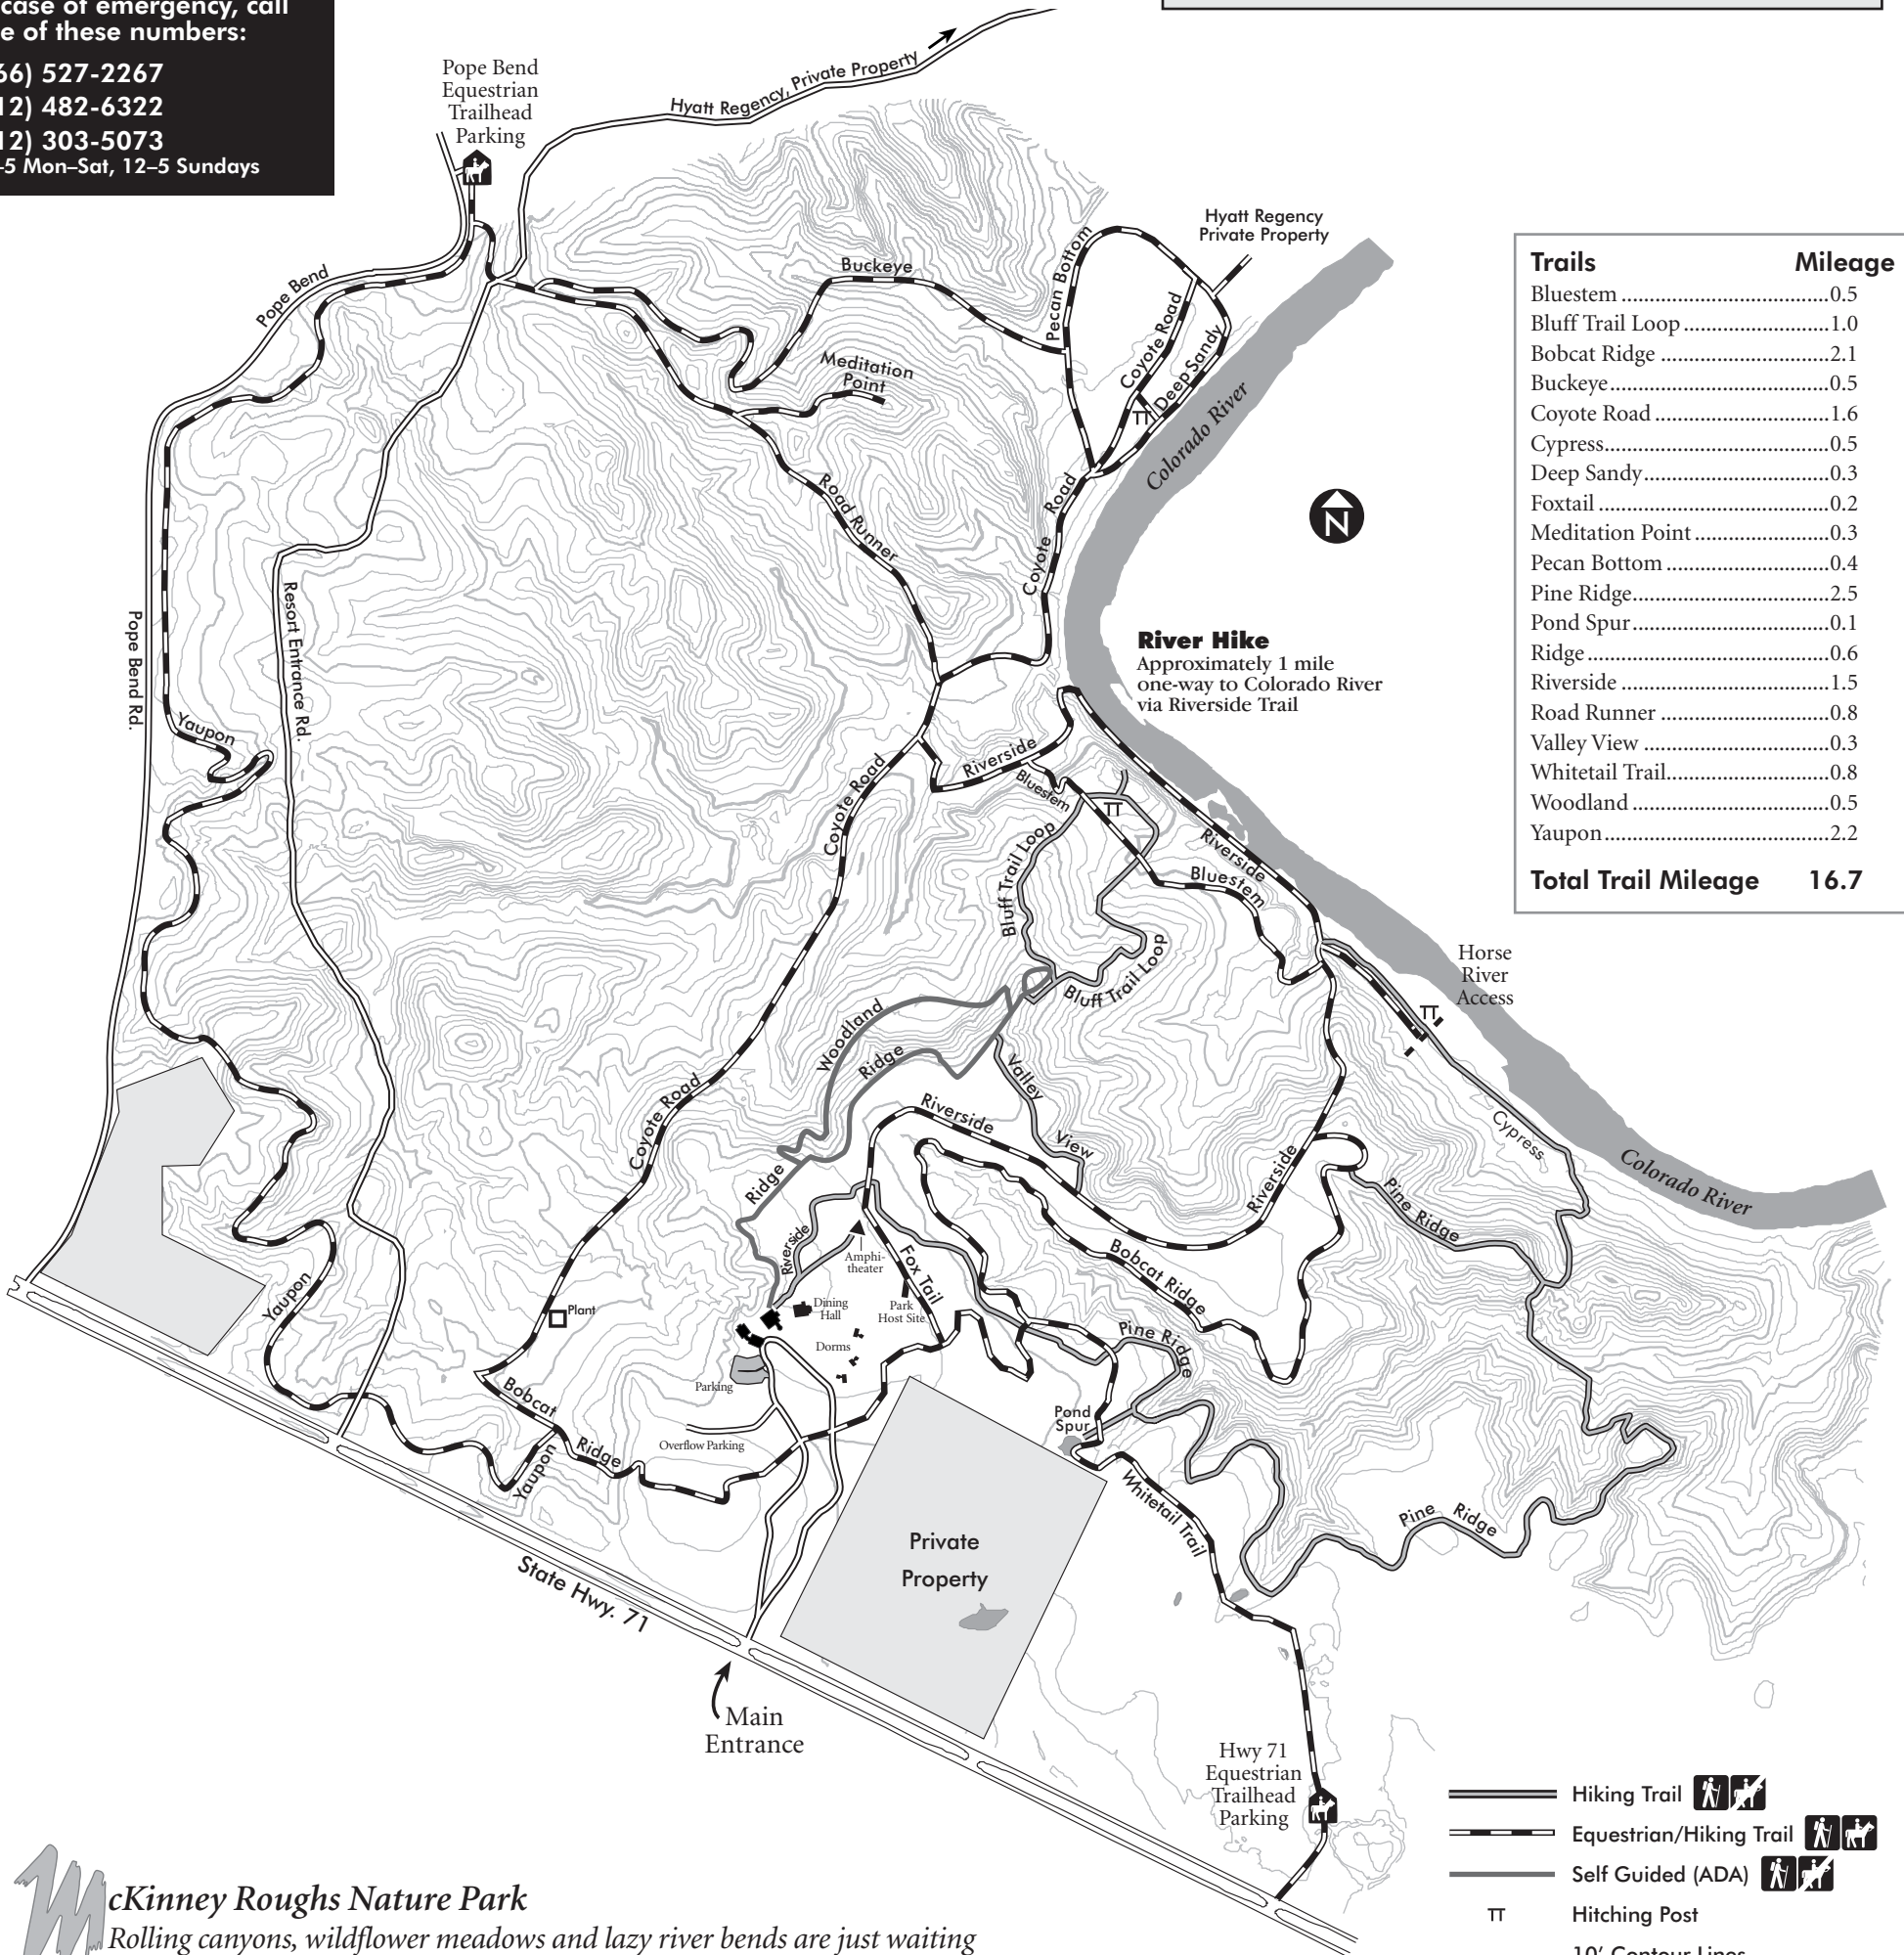 case of emergency, call
e of these numbers:
66) 527-2267
12) 482-6322
12) 303-5073
-5 Mon–Sat, 12–5 Sundays
Pope Bend
Equestrian
Trailhead
Parking
Hyatt Regency, Private Property
Hyatt Regency
Private Property
Pope Bend
Buckeye
Pecan Bottom
Coyote Road
Deep Sandy
TT
Meditation
Point
Colorado River
Road Runner
Coyote Road
N
Pope Bend Rd.
Resort Entrance Rd.
River Hike
Approximately 1 mile
one-way to Colorado River
via Riverside Trail
Yaupon
Riverside
Bluestem
TT
Coyote Road
Bluff Trail Loop
Riverside
Bluestem
Bluff Trail Loop
Horse
River
Access
TT
Woodland
Ridge
Valley
View
Coyote Road
Riverside
Cypress
Colorado River
Ridge
Riverside
Riverside
Pine Ridge
Amphi-
theater
Fox Tail
Bobcat Ridge
Yaupon
Plant
Dining
Hall
Park
Host Site
Dorms
Pine Ridge
Parking
Bobcat
Ridge
Yaupon
Overflow Parking
Pond
Spur
Whitetail Trail
Pine Ridge
Private
Property
State Hwy. 71
Main
Entrance
Hwy 71
Equestrian
Trailhead
Parking
Trails Mileage
Bluestem ..................................0.5
Bluff Trail Loop........................1.0
Bobcat Ridge ............................2.1
Buckeye....................................0.5
Coyote Road.............................1.6
Cypress.....................................0.5
Deep Sandy..............................0.3
Foxtail ......................................0.2
Meditation Point......................0.3
Pecan Bottom...........................0.4
Pine Ridge................................2.5
Pond Spur.................................0.1
Ridge........................................0.6
Riverside ..................................1.5
Road Runner ............................0.8
Valley View ..............................0.3
Whitetail Trail...........................0.8
Woodland .................................0.5
Yaupon.....................................2.2
Total Trail Mileage 16.7
Hiking Trail
Equestrian/Hiking Trail
Self Guided (ADA)
TT Hitching Post
10' Contour Lines
McKinney Roughs Nature Park
Rolling canyons, wildflower meadows and lazy river bends are just waiting